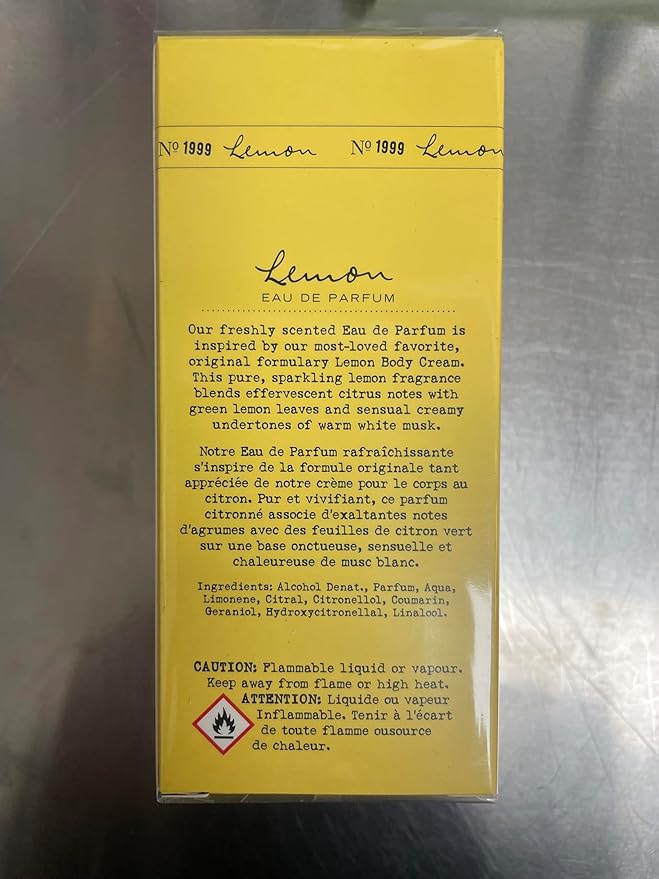 Nº 1999 Lemon Nº 1999 Lemon
Lemon
EAU DE PARFUM
Our freshly scented Eau de Parfum is
inspired by our most-loved favorite,
original formulary Lemon Body Cream.
This pure, sparkling lemon fragrance
blends effervescent citrus notes with
green lemon leaves and sensual creamy
undertones of warm white musk.
Notre Eau de Parfum rafraîchissante
s'inspire de la formule originale tant
appréciée de notre crème pour le corps au
citron. Pur et vivifiant, ce parfum
citronné associe d'exaltantes notes
d'agrumes avec des feuilles de citron vert
sur une base onctueuse, sensuelle et
chaleureuse de musc blanc.
Ingredients: Alcohol Denat., Parfum, Aqua,
Limonene, Citral, Citronellol, Coumarin,
Geraniol, Hydroxycitronellal, Linalool.
CAUTION: Flammable liquid or vapour.
Keep away from flame or high heat.
ATTENTION: Liquide ou vapeur
Inflammable. Tenir à l'écart
de toute flamme ousource
de chaleur.